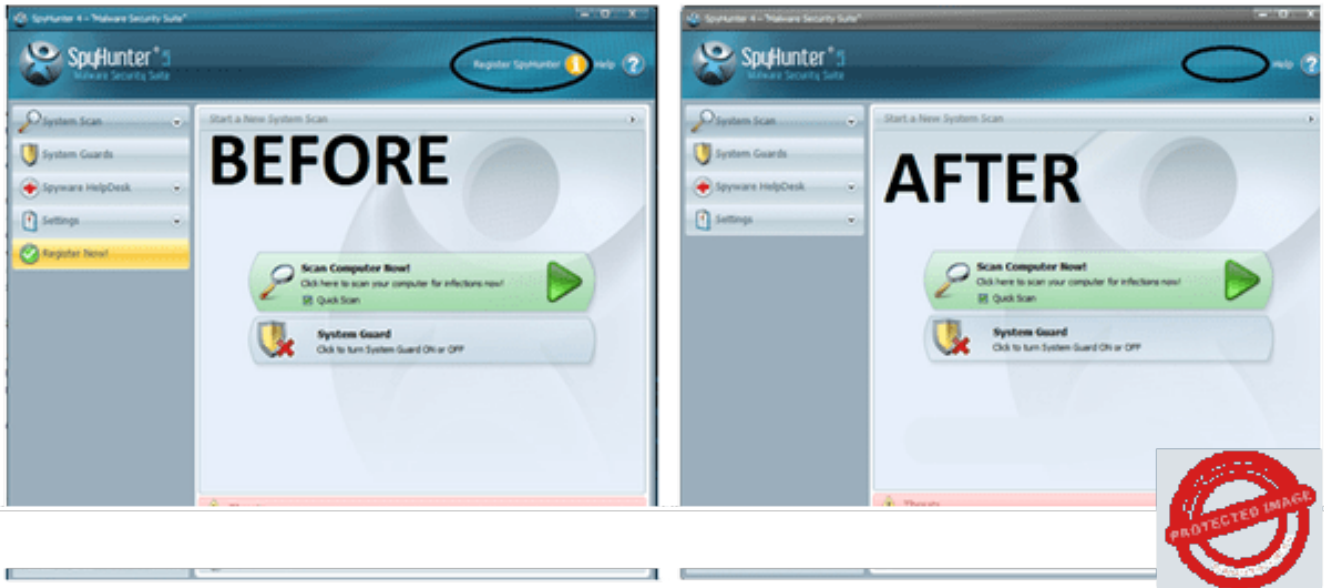 SpyHunter 4 - "Malware Security Suite"
SpyHunter® 5
Malware Security Suite
Register SpyHunter
Help
System Scan
System Guards
Spyware HelpDesk
Settings
Register Now!
Start a New System Scan
BEFORE
Scan Computer Now!
Click here to scan your computer for infections now!
Quick Scan
System Guard
Click to turn System Guard ON or OFF
Threats
SpyHunter 4 - "Malware Security Suite"
SpyHunter® 5
Malware Security Suite
Help
System Scan
System Guards
Spyware HelpDesk
Settings
Start a New System Scan
AFTER
Scan Computer Now!
Click here to scan your computer for infections now!
Quick Scan
System Guard
Click to turn System Guard ON or OFF
Threats
PROTECTED IMAGE